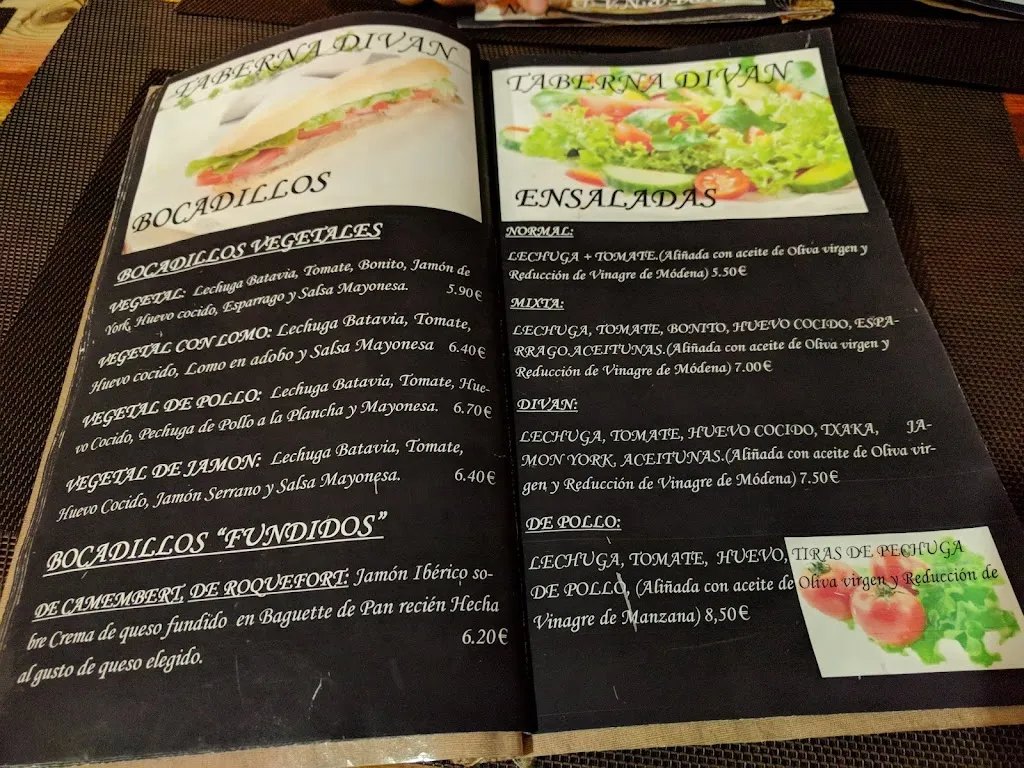 TABERNA DIVAN
BOCADILLOS
BOCADILLOS VEGETALES
VEGETAL: Lechuga Batavia, Tomate, Bonito, Jamón de
York, Huevo cocido, Esparrago y Salsa Mayonesa. 5.90€
VEGETAL CON LOMO: Lechuga Batavia, Tomate,
Huevo cocido, Lomo en adobo y Salsa Mayonesa 6.40€
VEGETAL DE POLLO: Lechuga Batavia, Tomate, Hue-
vo Cocido, Pechuga de Pollo a la Plancha y Mayonesa. 6.70€
VEGETAL DE JAMON: Lechuga Batavia, Tomate,
Huevo Cocido, Jamón Serrano y Salsa Mayonesa. 6.40€
BOCADILLOS "FUNDIDOS"
DE CAMEMBERT, DE ROQUEFORT: Jamón Ibérico so-
bre Crema de queso fundido en Baguette de Pan recién Hecha
al gusto de queso elegido. 6.20€
TABERNA DIVAN
ENSALADAS
NORMAL:
LECHUGA + TOMATE.(Aliñada con aceite de Oliva virgen y
Reducción de Vinagre de Módena) 5.50€
MIXTA:
LECHUGA, TOMATE, BONITO, HUEVO COCIDO, ESPA-
RRAGO.ACEITUNAS.(Aliñada con aceite de Oliva virgen y
Reducción de Vinagre de Módena) 7.00€
DIVAN:
LECHUGA, TOMATE, HUEVO COCIDO, TXAKA, JA-
MON YORK, ACEITUNAS.(Aliñada con aceite de Oliva vir-
gen y Reducción de Vinagre de Módena) 7.50€
DE POLLO:
LECHUGA, TOMATE, HUEVO, TIRAS DE PECHUGA
DE POLLO, (Aliñada con aceite de Oliva virgen y Reducción de
Vinagre de Manzana) 8,50€